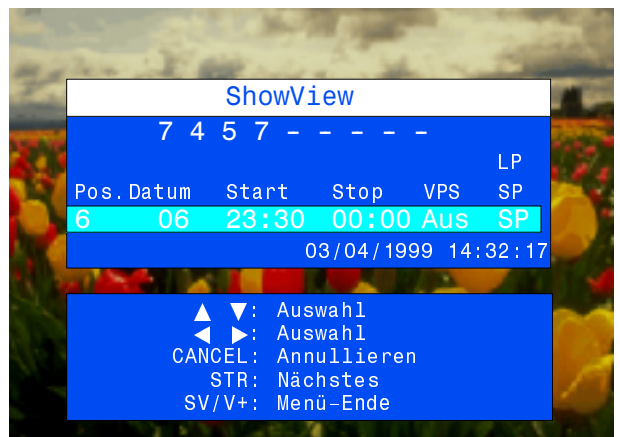 ShowView
7 4 5 7 – – – – –
LP
Pos. Datum Start Stop VPS SP
6 06 23:30 00:00 Aus SP
03/04/1999 14:32:17
▲ ▼: Auswahl
◀ ▶: Auswahl
CANCEL: Annullieren
STR: Nächstes
SV/V+: Menü–Ende